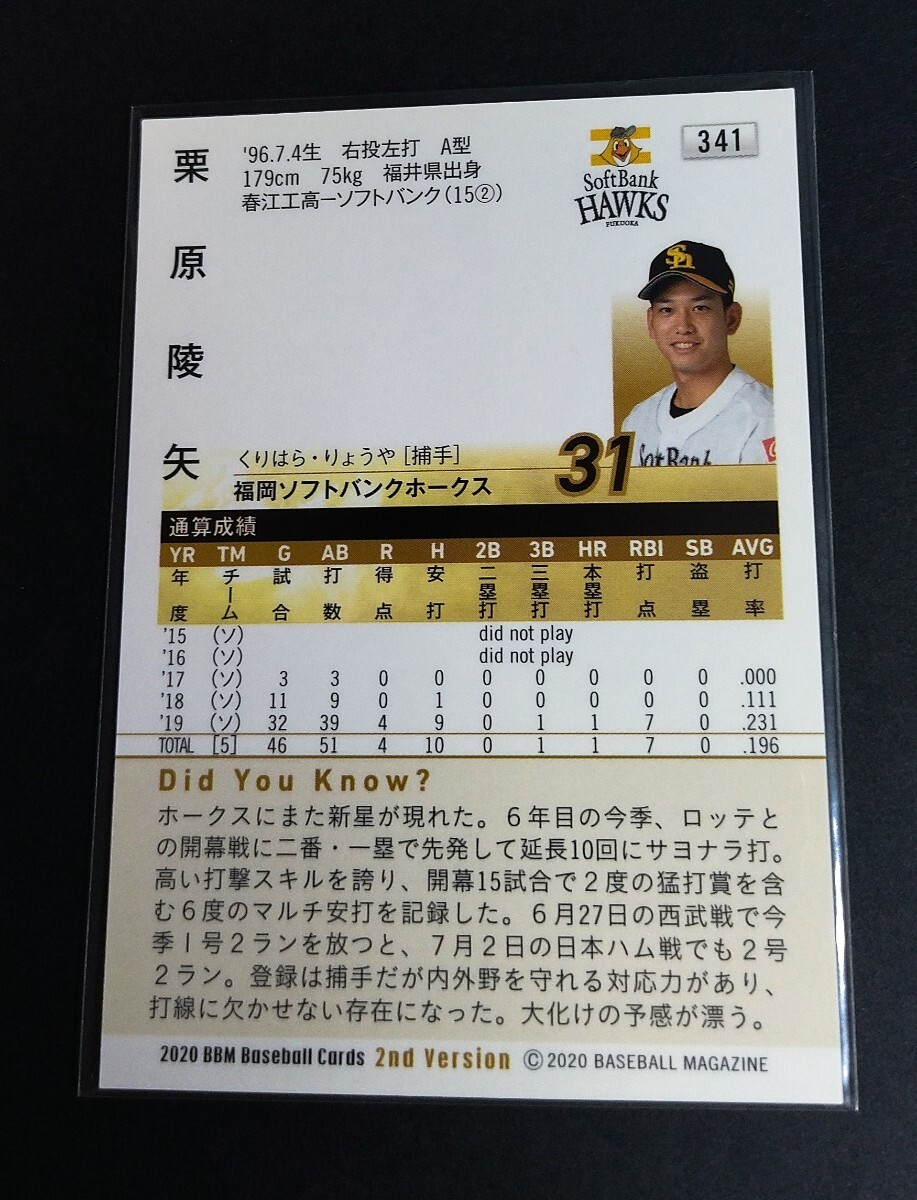 栗原陵矢
'96.7.4生 右投左打 A型
179cm 75kg 福井県出身
春江工高ーソフトバンク(15②)
SoftBank
HAWKS
FUKUOKA
341
Sh
SoftBank
くりはら・りょうや [捕手]
31
福岡ソフトバンクホークス
通算成績
YR TM G AB R H 2B 3B HR RBI SB AVG
年度 チーム 試合 打数 得点 安打 二塁打 三塁打 本塁打 打点 盗塁 打率
'15 (ソ) did not play
'16 (ソ) did not play
'17 (ソ) 3 3 0 0 0 0 0 0 0 .000
'18 (ソ) 11 9 0 1 0 0 0 0 0 .111
'19 (ソ) 32 39 4 9 0 1 1 7 0 .231
TOTAL [5] 46 51 4 10 0 1 1 7 0 .196
Did You Know?
ホークスにまた新星が現れた。6年目の今季、ロッテと
の開幕戦に二番・一塁で先発して延長10回にサヨナラ打。
高い打撃スキルを誇り、開幕15試合で2度の猛打賞を含
む6度のマルチ安打を記録した。6月27日の西武戦で今
季1号2ランを放つと、7月2日の日本ハム戦でも2号
2ラン。登録は捕手だが内外野を守れる対応力があり、
打線に欠かせない存在になった。大化けの予感が漂う。
2020 BBM Baseball Cards 2nd Version ©2020 BASEBALL MAGAZINE